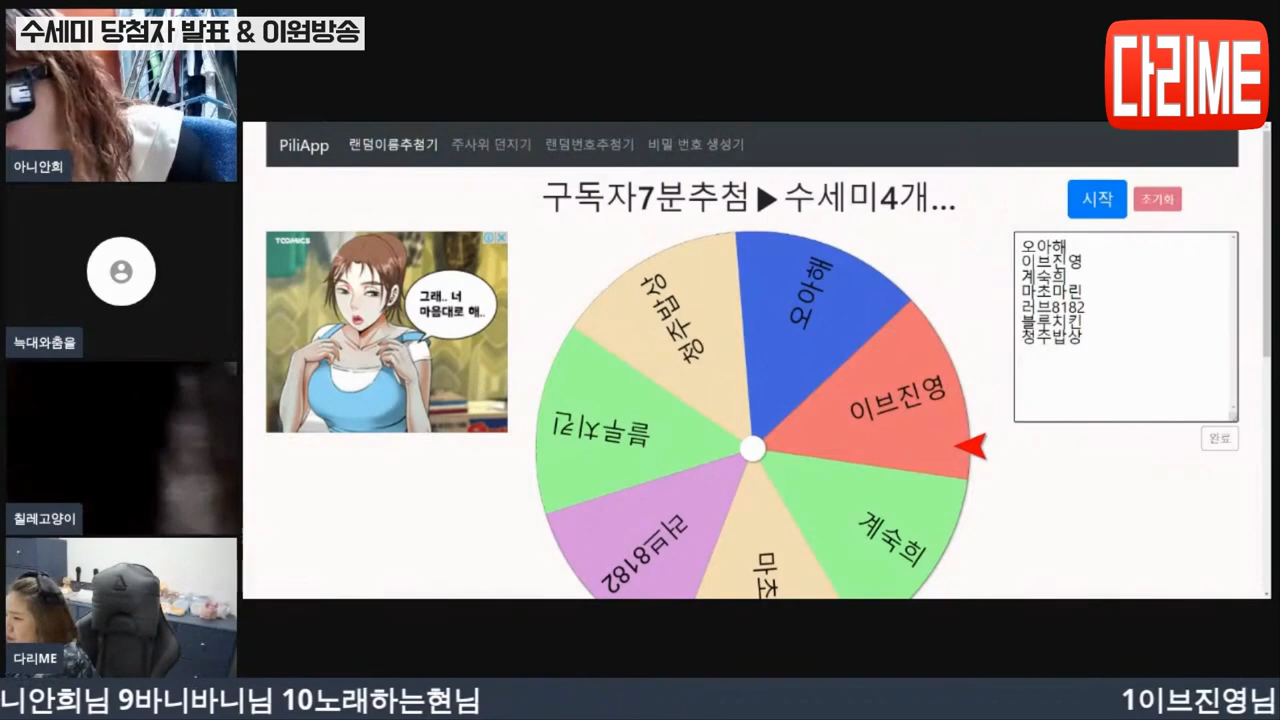 수세미 당첨자 발표 & 이원방송
다리ME
아니안희
늑대와춤을
칠레고양이
다리ME
PiliApp 랜덤이름추첨기 주사위 던지기 랜덤번호추첨기 비밀 번호 생성기
구독자7분추첨▶수세미4개...
시작 초기화
TOOMICS
그래.. 너
마음대로 해..
오아해
이브진영
계숙희
마초
러브8182
블루치킨
청주밥상
오아해
이브진영
계숙희
마초마린
러브8182
블루치킨
청주밥상
완료
니안희님 9바니바니님 10노래하는현님 1이브진영님